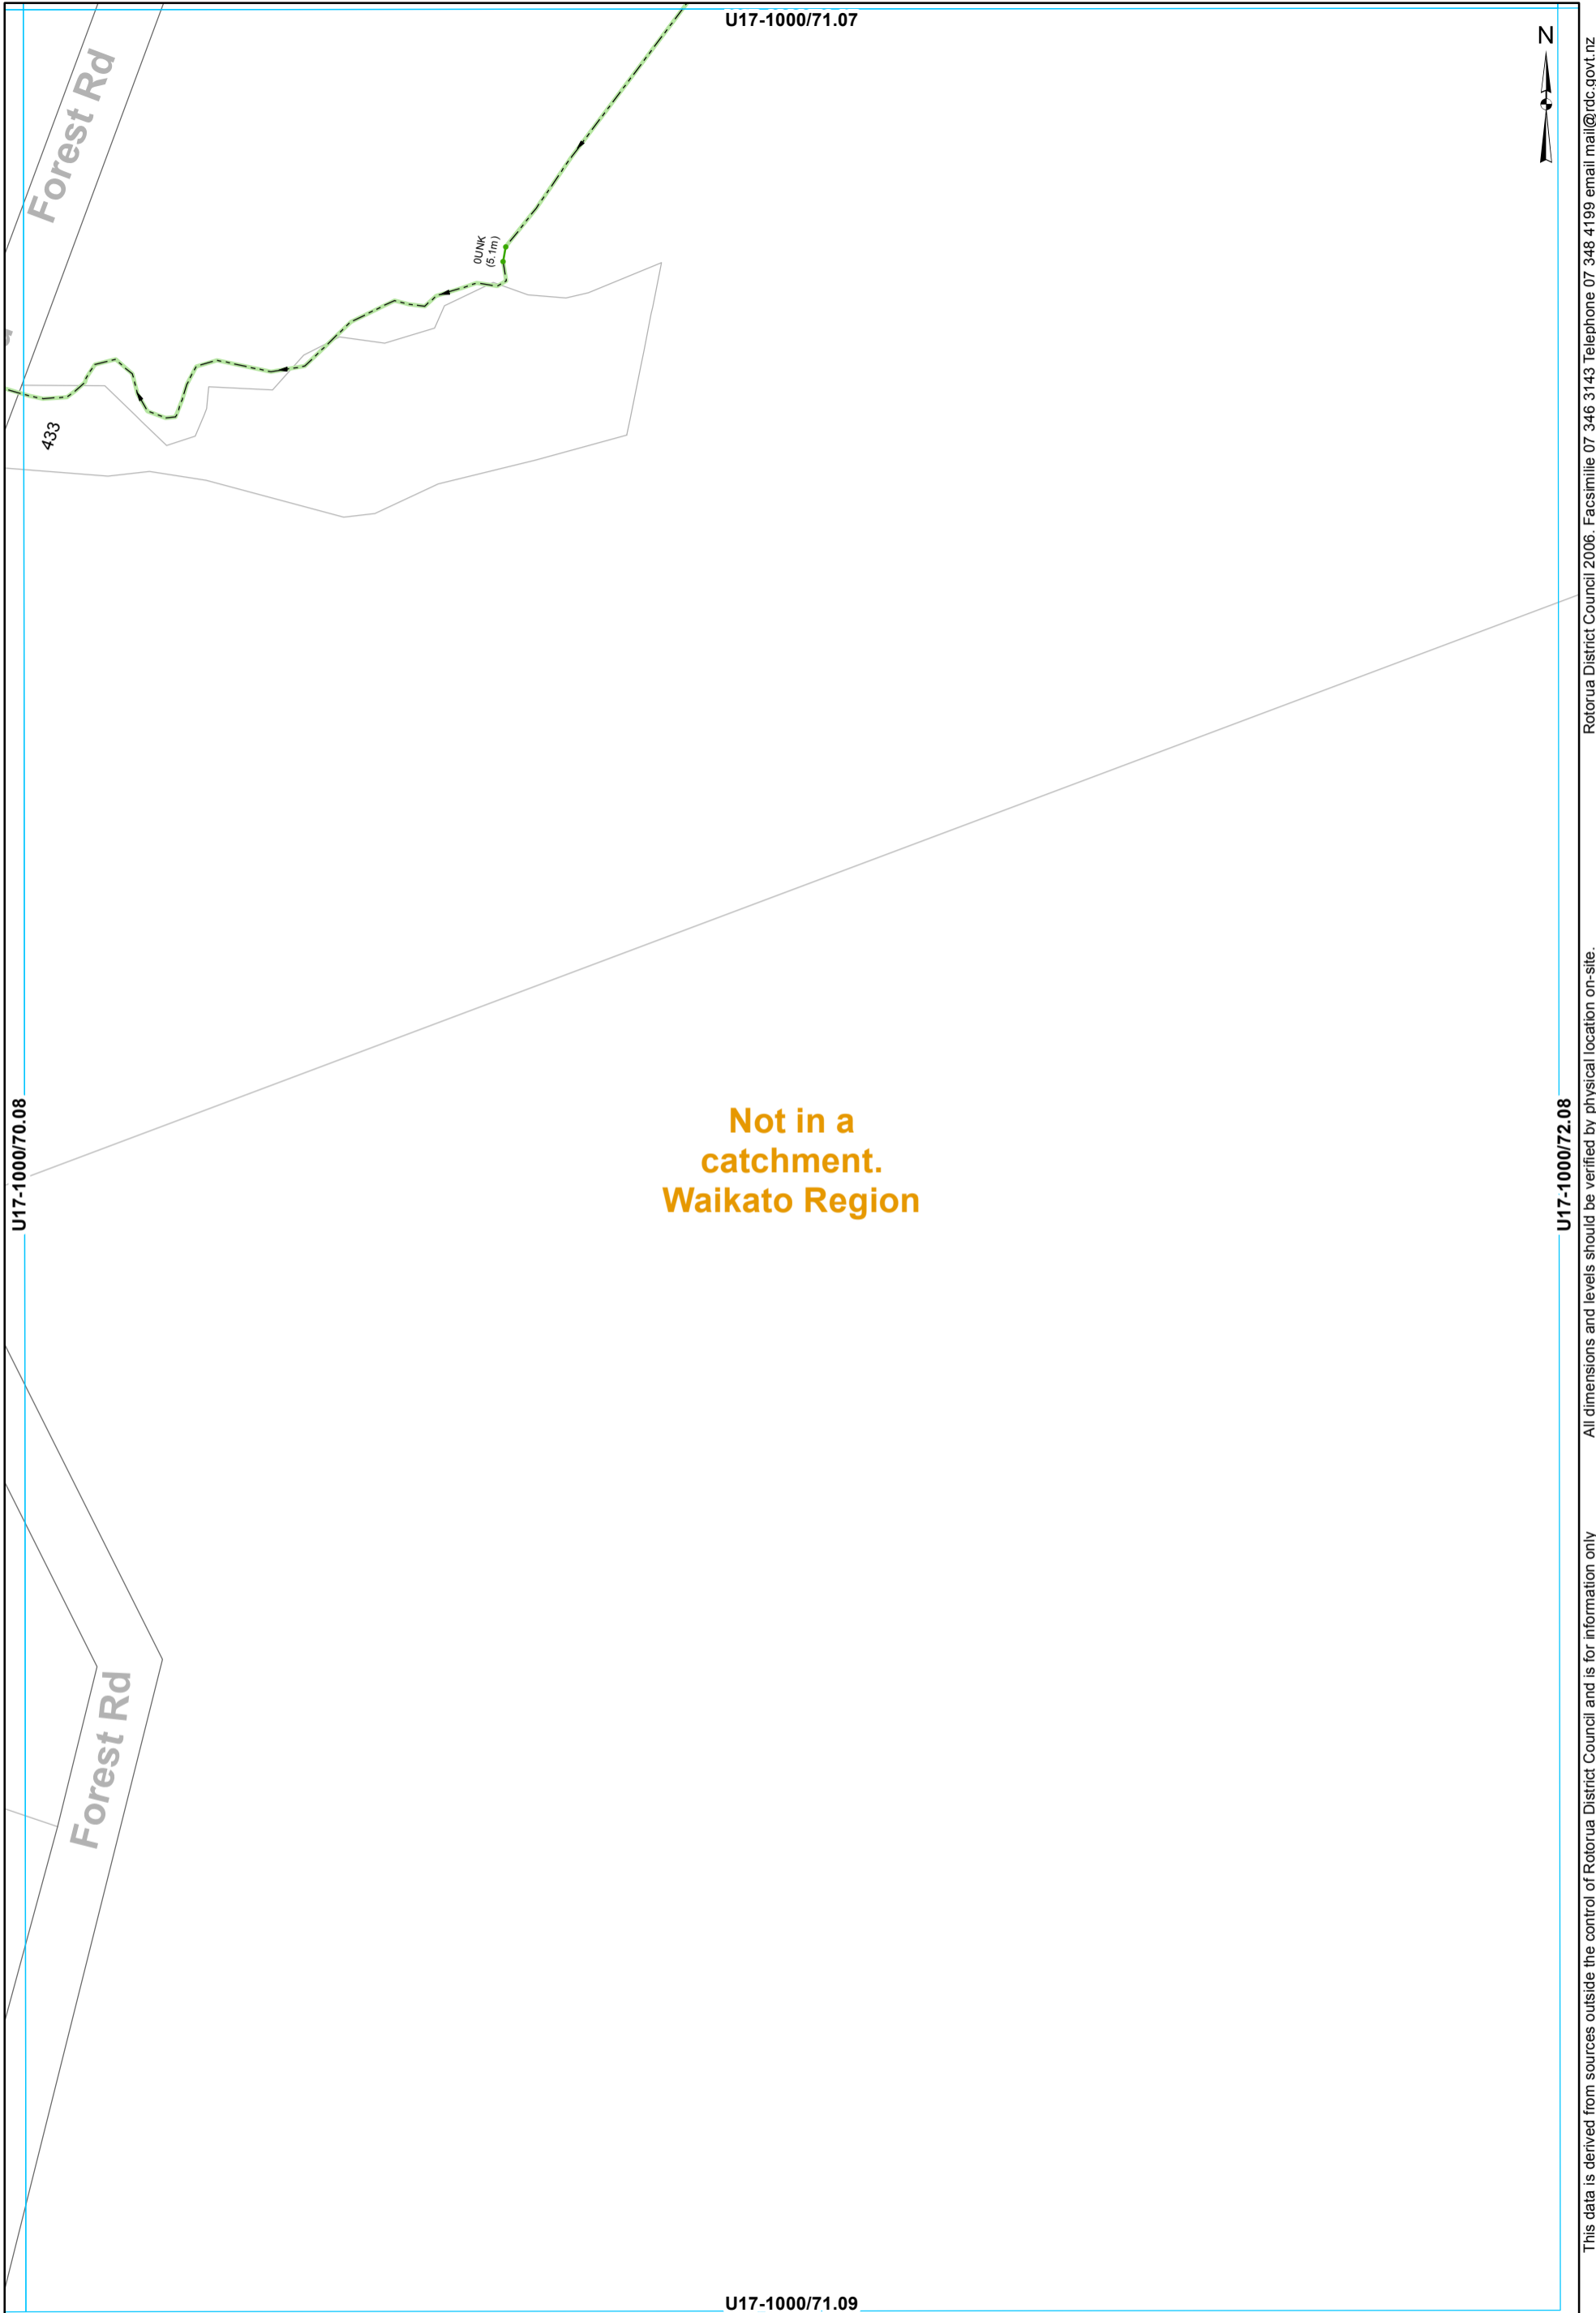 U17-1000/71.07
N
Forest Rd
0UNK
(5.1m)
433
U17-1000/70.08
Not in a
catchment.
Waikato Region
U17-1000/72.08
Forest Rd
U17-1000/71.09
This data is derived from sources outside the control of Rotorua District Council and is for information only
All dimensions and levels should be verified by physical location on-site.
Rotorua District Council 2006. Facsimilie 07 346 3143 Telephone 07 348 4199 email mail@rdc.govt.nz